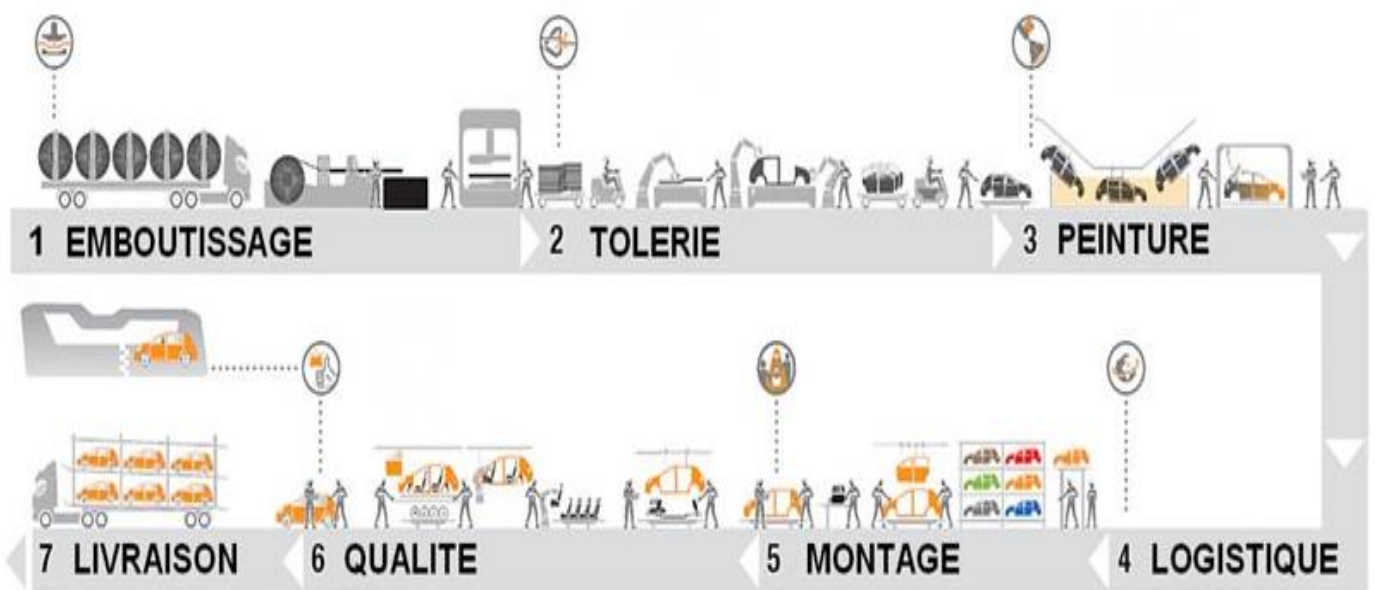 1 EMBOUTISSAGE
2 TOLERIE
3 PEINTURE
4 LOGISTIQUE
5 MONTAGE
6 QUALITE
7 LIVRAISON